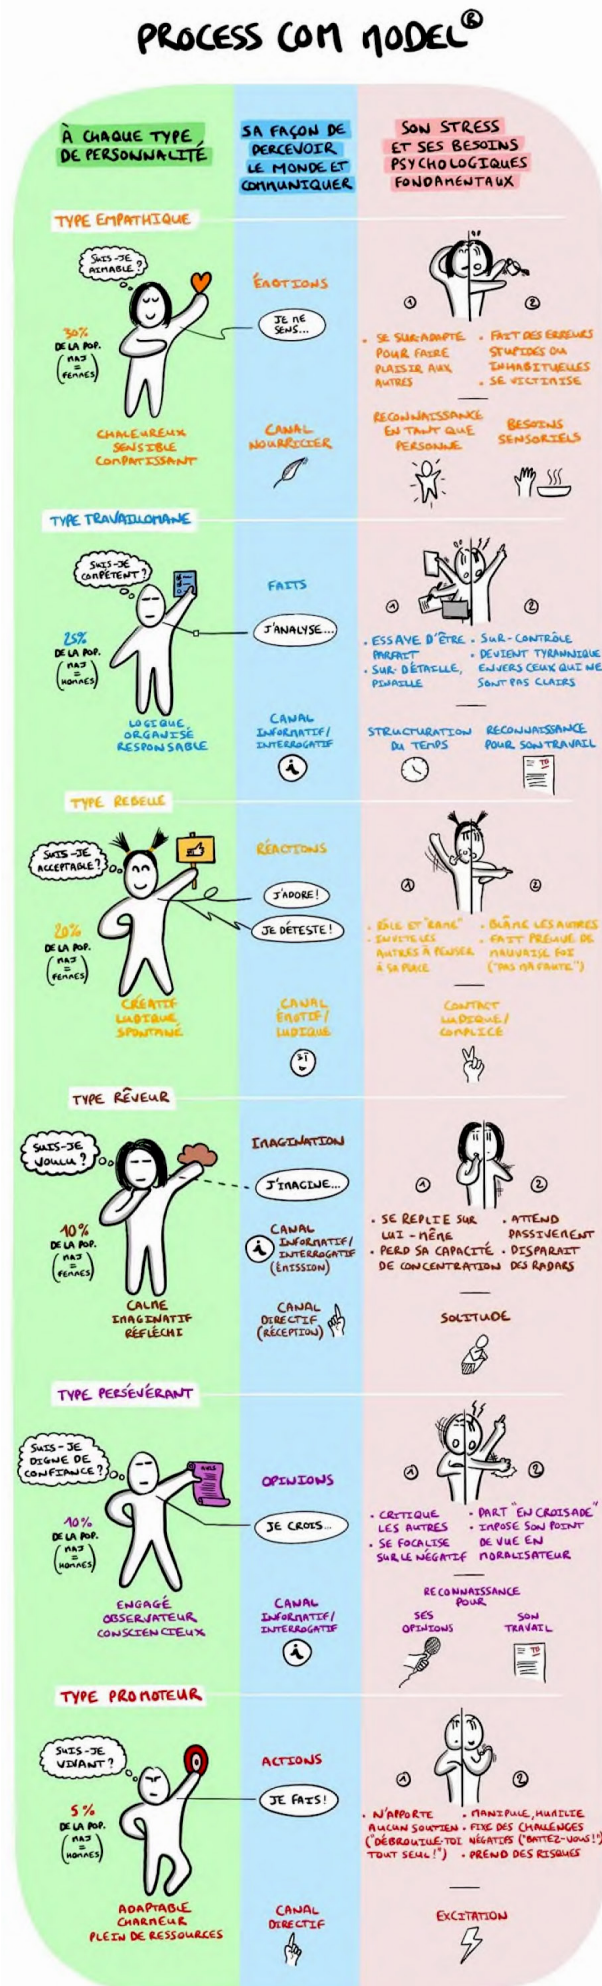 PROCESS COM MODEL®
À CHAQUE TYPE
DE PERSONNALITÉ
SA FAÇON DE
PERCEVOIR
LE MONDE ET
COMMUNIQUER
SON STRESS
ET SES BESOINS
PSYCHOLOGIQUES
FONDAMENTAUX
TYPE EMPATHIQUE
SUIS-JE
AIMABLE ?
30%
DE LA POP.
(MAJ
=
FEMMES)
CHALEUREUX
SENSIBLE
COMPATISSANT
ÉMOTIONS
JE ME
SENS...
CANAL
NOURRICIER
1
2
• SE SUR-ADAPTE
POUR FAIRE
PLAISIR AUX
AUTRES
• FAIT DES ERREURS
STUPIDES OU
INHABITUELLES
• SE VICTIMISE
RECONNAISSANCE
EN TANT QUE
PERSONNE
BESOINS
SENSORIELS
TYPE TRAVAILLOMANE
SUIS-JE
COMPÉTENT ?
25%
DE LA POP.
(MAJ
=
HOMMES)
LOGIQUE
ORGANISÉ
RESPONSABLE
FAITS
J'ANALYSE...
CANAL
INFORMATIF/
INTERROGATIF
i
1
2
• ESSAYE D'ÊTRE
PARFAIT
• SUR-DÉTAILLE,
PINAILLE
• SUR-CONTRÔLE
• DEVIENT TYRANNIQUE
ENVERS CEUX QUI NE
SONT PAS CLAIRS
STRUCTURATION
DU TEMPS
RECONNAISSANCE
POUR SON TRAVAIL
TB
TYPE REBELLE
SUIS-JE
ACCEPTABLE ?
20%
DE LA POP.
(MAJ
=
FEMMES)
CRÉATIF
LUDIQUE
SPONTANÉ
RÉACTIONS
J'ADORE !
JE DÉTESTE !
CANAL
ÉMOTIF/
LUDIQUE
1
2
• RÂLE ET "RAME"
• INVITE LES
AUTRES À PENSER
À SA PLACE
• BLÂME LES AUTRES
• FAIT PREUVE DE
MAUVAISE FOI
("PAS MA FAUTE")
CONTACT
LUDIQUE/
COMPLICE
TYPE RÊVEUR
SUIS-JE
VOULU ?
10%
DE LA POP.
(MAJ
=
FEMMES)
CALME
IMAGINATIF
RÉFLÉCHI
IMAGINATION
J'IMAGINE...
CANAL
INFORMATIF/
INTERROGATIF
(ÉMISSION)
i
CANAL
DIRECTIF
(RÉCEPTION)
1
2
• SE REPLIE SUR
LUI-MÊME
• PERD SA CAPACITÉ
DE CONCENTRATION
• ATTEND
PASSIVEMENT
• DISPARAIT
DES RADARS
SOLITUDE
TYPE PERSÉVÉRANT
SUIS-JE
DIGNE DE
CONFIANCE ?
10%
DE LA POP.
(MAJ
=
HOMMES)
ENGAGÉ
OBSERVATEUR
CONSCIENCIEUX
OPINIONS
JE CROIS...
CANAL
INFORMATIF/
INTERROGATIF
i
1
2
• CRITIQUE
LES AUTRES
• SE FOCALISE
SUR LE NÉGATIF
• PART "EN CROISADE"
• IMPOSE SON POINT
DE VUE EN
MORALISATEUR
RECONNAISSANCE
POUR
SES
OPINIONS
SON
TRAVAIL
TB
TYPE PROMOTEUR
SUIS-JE
VIVANT ?
5%
DE LA POP.
(MAJ
=
HOMMES)
ADAPTABLE
CHARMEUR
PLEIN DE RESSOURCES
ACTIONS
JE FAIS !
CANAL
DIRECTIF
1
2
• N'APPORTE
AUCUN SOUTIEN
("DÉBROUILLE-TOI
TOUT SEUL !")
• MANIPULE, HUMILIE
• FIXE DES CHALLENGES
NÉGATIFS ("BATTEZ-VOUS !")
• PREND DES RISQUES
EXCITATION